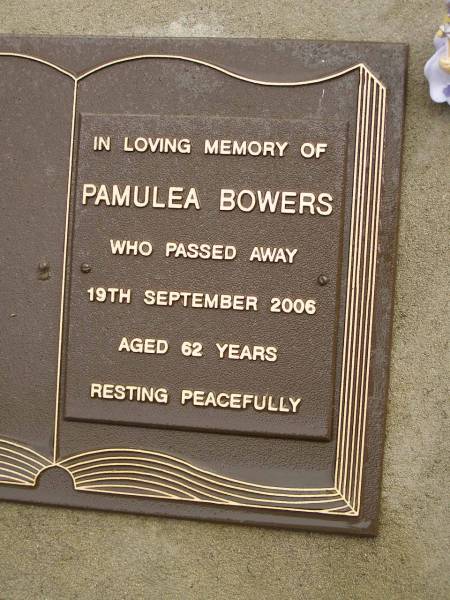 IN LOVING MEMORY OF
PAMULEA BOWERS
WHO PASSED AWAY
19TH SEPTEMBER 2006
AGED 62 YEARS
RESTING PEACEFULLY